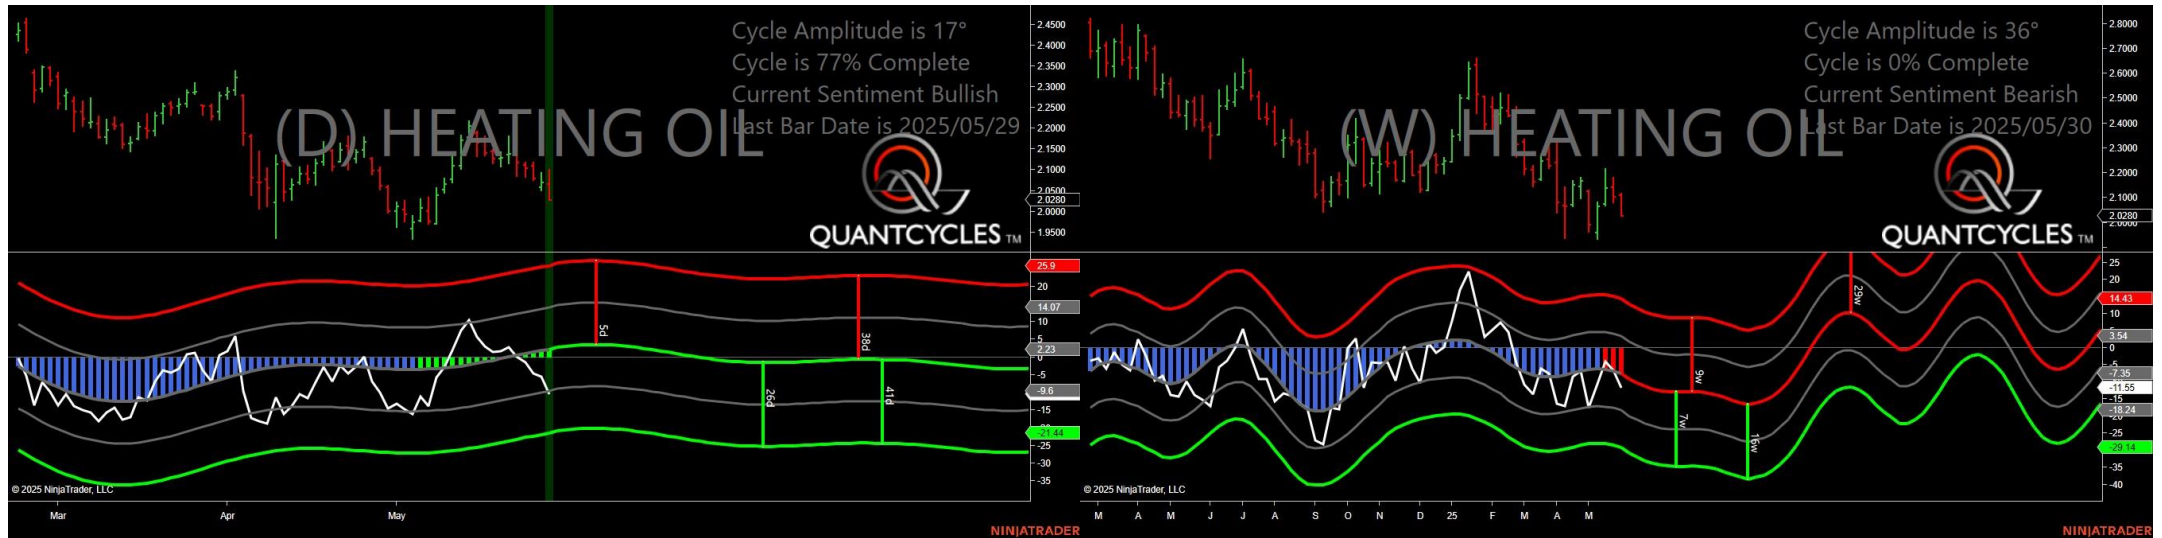 Cycle Amplitude is 17°
Cycle is 77% Complete
Current Sentiment Bullish
Last Bar Date is 2025/05/29
(D) HEATING OIL
QUANTCYCLES TM
2.4500
2.4000
2.3500
2.3000
2.2500
2.2000
2.1500
2.1000
2.0500
2.0280
2.0000
1.9500
25.9
20
14.07
10
5
2.23
0
-5
-9.6
-15
-21.44
-25
-30
-35
5d
38d
26d
41d
© 2025 NinjaTrader, LLC
Mar
Apr
May
NINJATRADER
Cycle Amplitude is 36°
Cycle is 0% Complete
Current Sentiment Bearish
Last Bar Date is 2025/05/30
(W) HEATING OIL
QUANTCYCLES TM
2.8000
2.7000
2.6000
2.5000
2.4000
2.3000
2.2000
2.1000
2.0280
2.0000
25
20
14.43
10
5
3.54
0
-5
-7.35
-11.55
-15
-18.24
-25
-29.14
-35
-40
29w
9w
7w
16w
© 2025 NinjaTrader, LLC
M A M J J A S O N D 25 F M A M
NINJATRADER